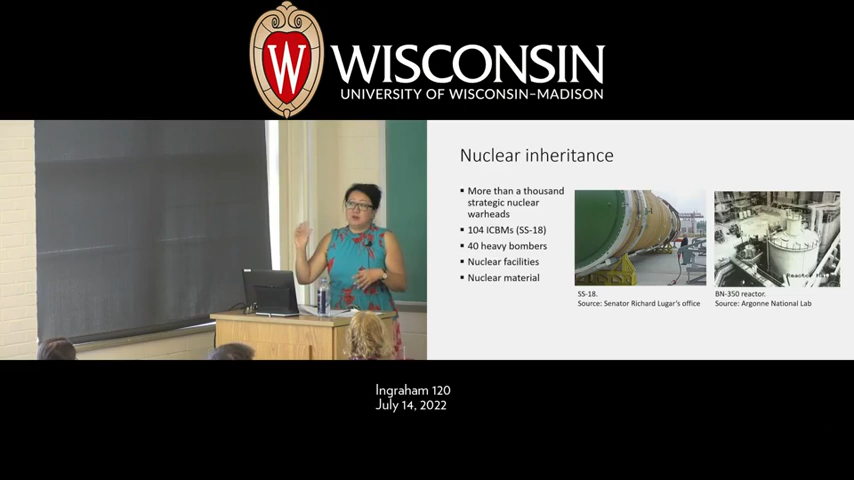 W
WISCONSIN
UNIVERSITY OF WISCONSIN–MADISON
Nuclear inheritance
▪ More than a thousand
strategic nuclear
warheads
▪ 104 ICBMs (SS-18)
▪ 40 heavy bombers
▪ Nuclear facilities
▪ Nuclear material
Reactor Hall
SS-18.
Source: Senator Richard Lugar's office
BN-350 reactor.
Source: Argonne National Lab
Ingraham 120
July 14, 2022